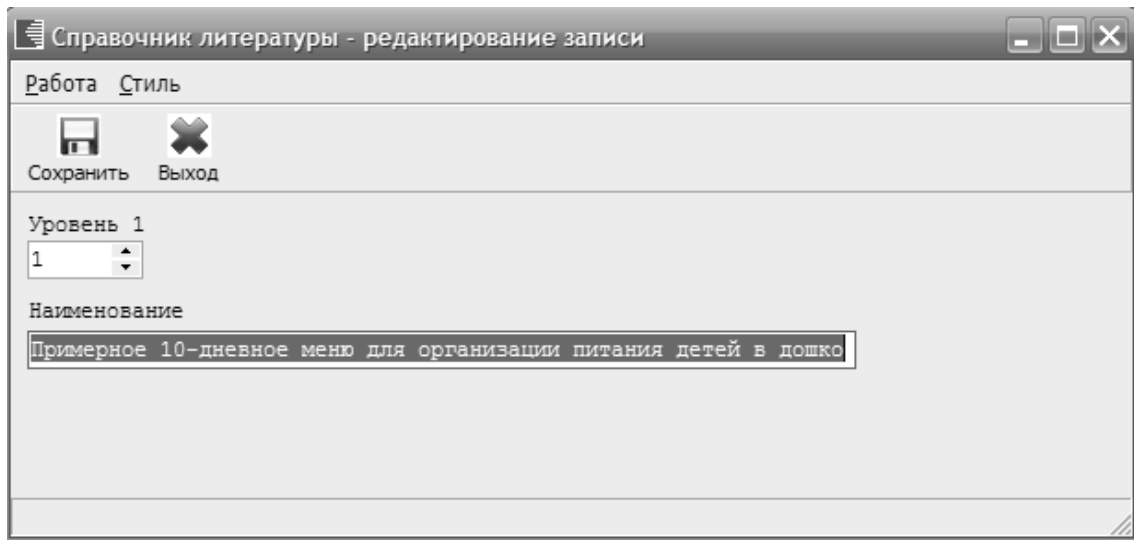 Справочник литературы - редактирование записи
Работа Стиль
Сохранить Выход
Уровень 1
1
Наименование
Примерное 10-дневное меню для организации питания детей в дошко